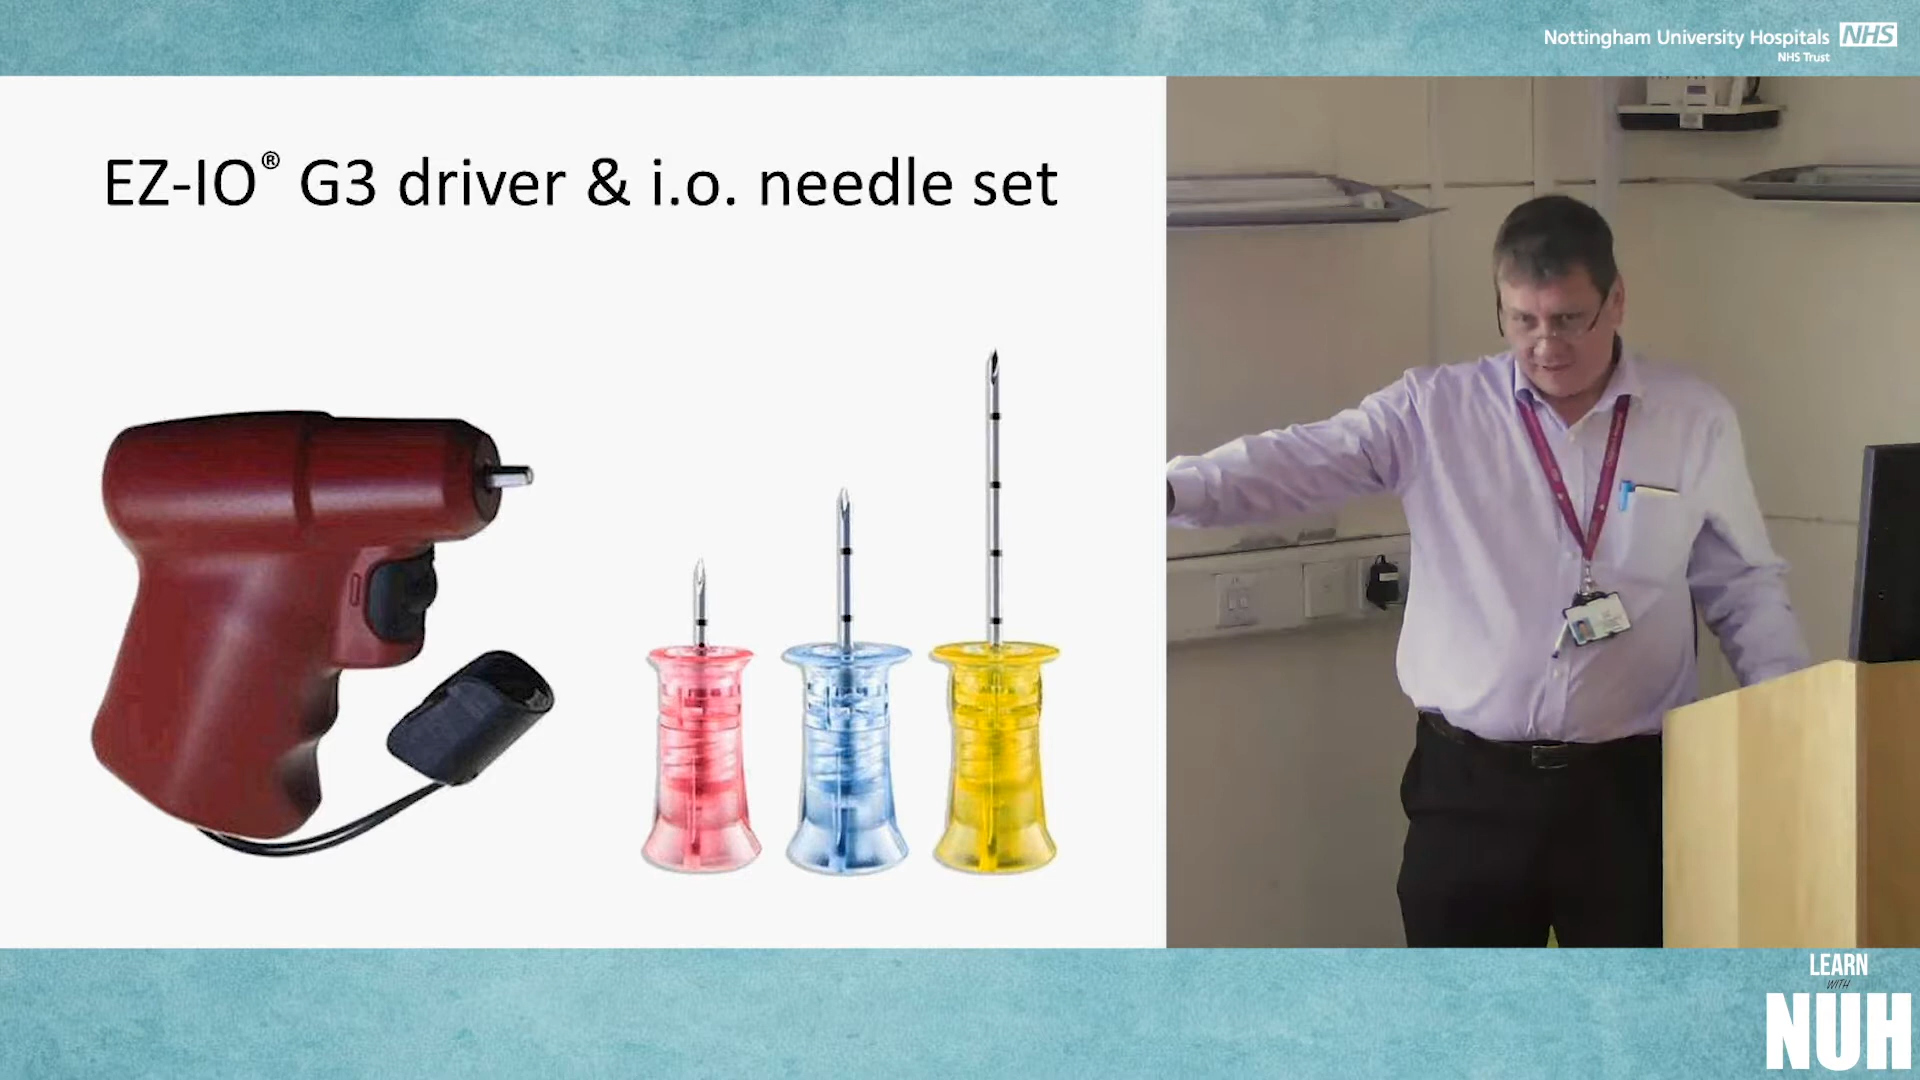 Nottingham University Hospitals NHS
NHS Trust
EZ-IO® G3 driver & i.o. needle set
LEARN
WITH
NUH